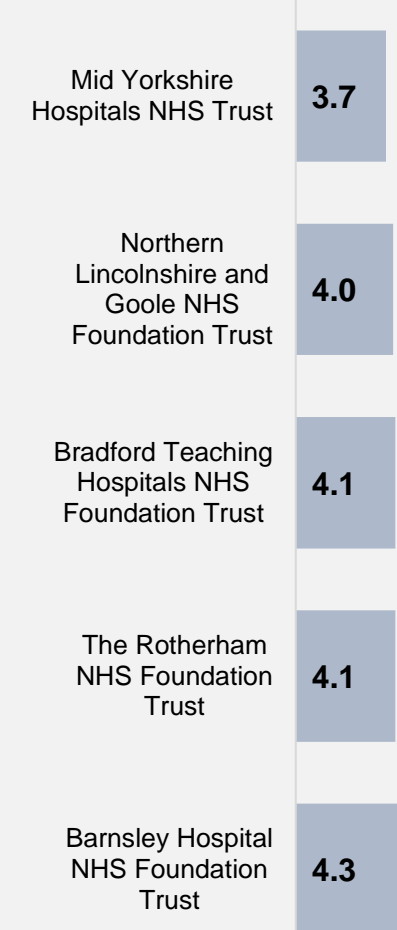 Mid Yorkshire
Hospitals NHS Trust
3.7
Northern
Lincolnshire and
Goole NHS
Foundation Trust
4.0
Bradford Teaching
Hospitals NHS
Foundation Trust
4.1
The Rotherham
NHS Foundation
Trust
4.1
Barnsley Hospital
NHS Foundation
Trust
4.3